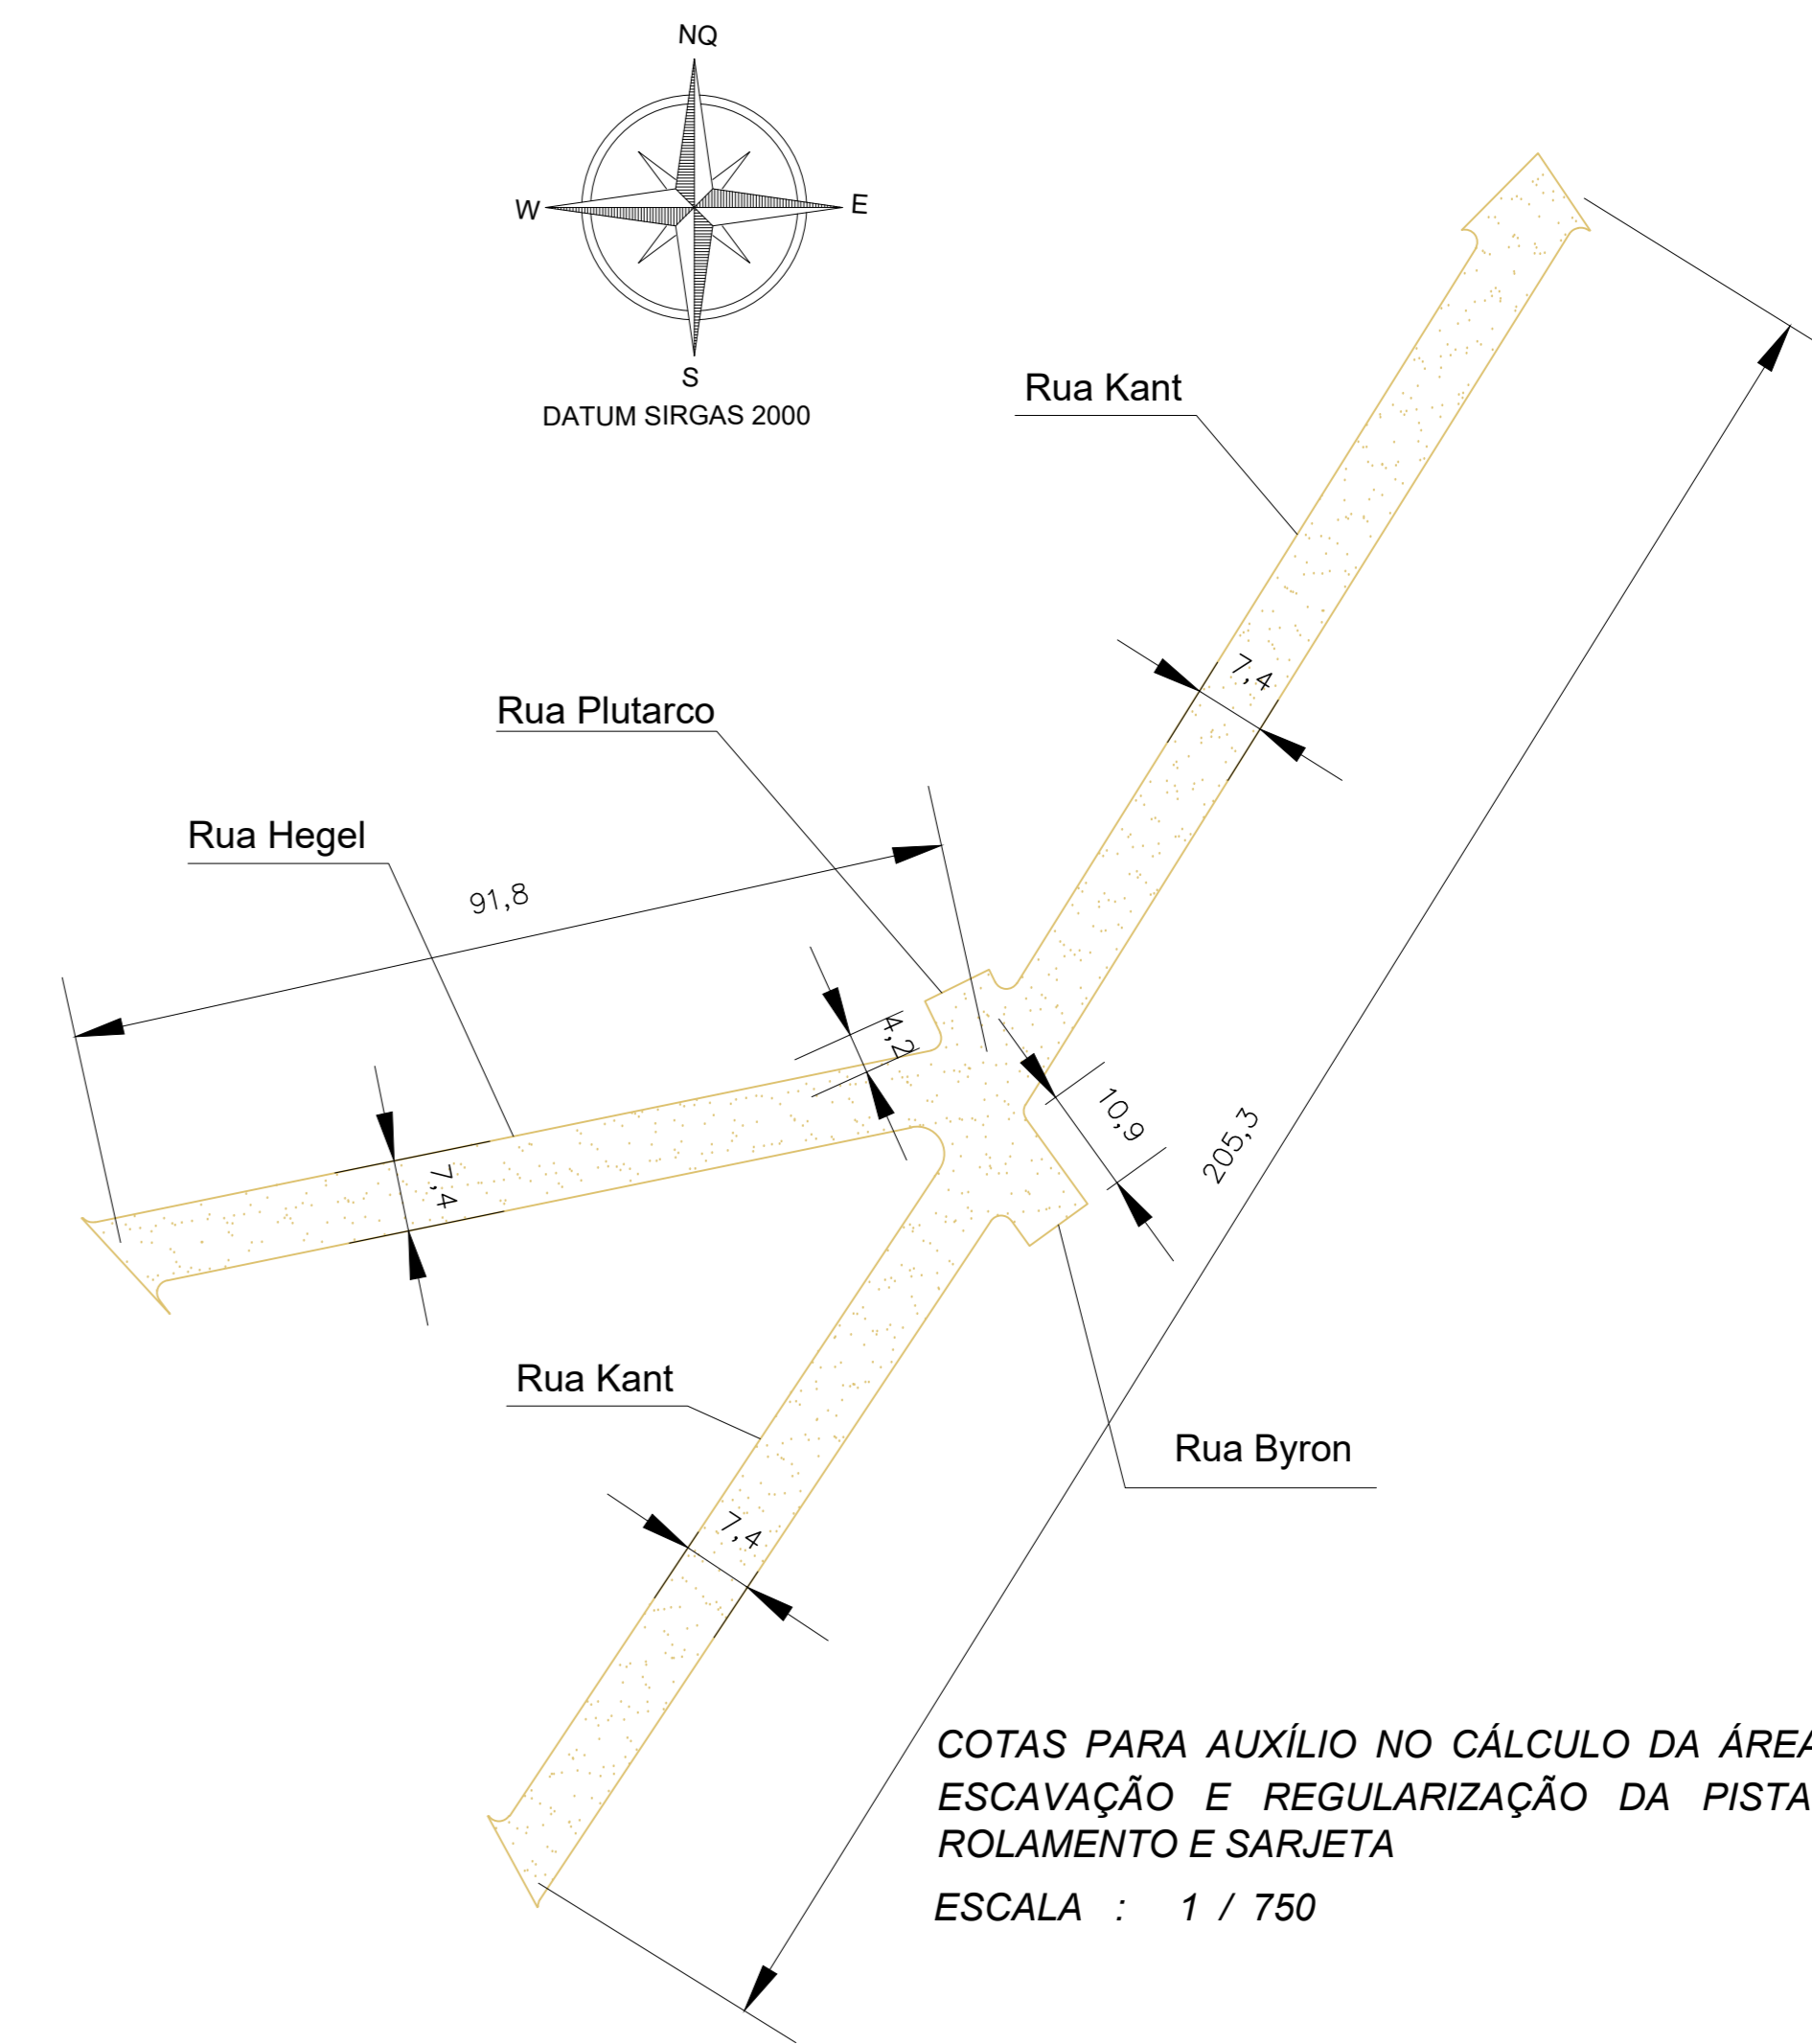 NQ
W
E
S
DATUM SIRGAS 2000
Rua Kant
7,4
Rua Plutarco
Rua Hegel
91,8
4,2
10,9
205,3
7,4
Rua Kant
Rua Byron
7,4
COTAS PARA AUXÍLIO NO CÁLCULO DA ÁREA
ESCAVAÇÃO E REGULARIZAÇÃO DA PISTA
ROLAMENTO E SARJETA
ESCALA : 1 / 750